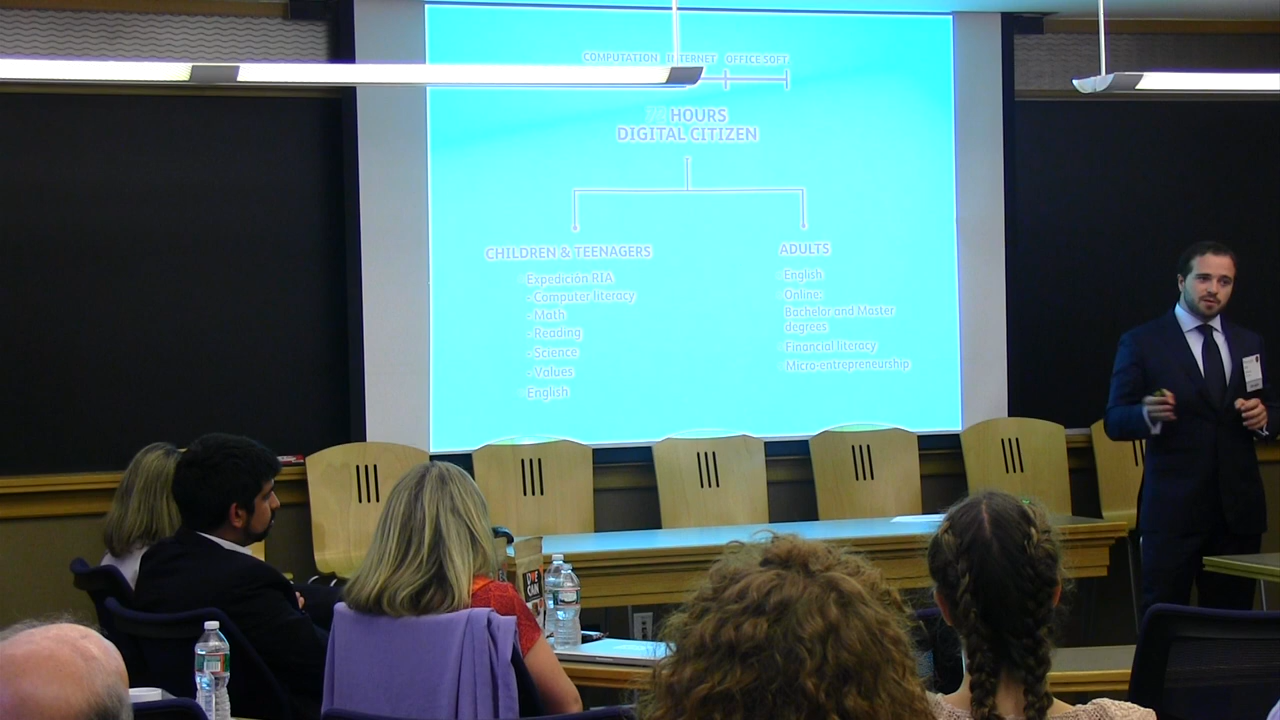 COMPUTATION INTERNET OFFICE SOFT
72 HOURS
DIGITAL CITIZEN
CHILDREN & TEENAGERS
Expedición RIA
- Computer literacy
- Math
- Reading
- Science
- Values
English
ADULTS
English
Online:
Bachelor and Master
degrees
Financial literacy
Micro-entrepreneurship